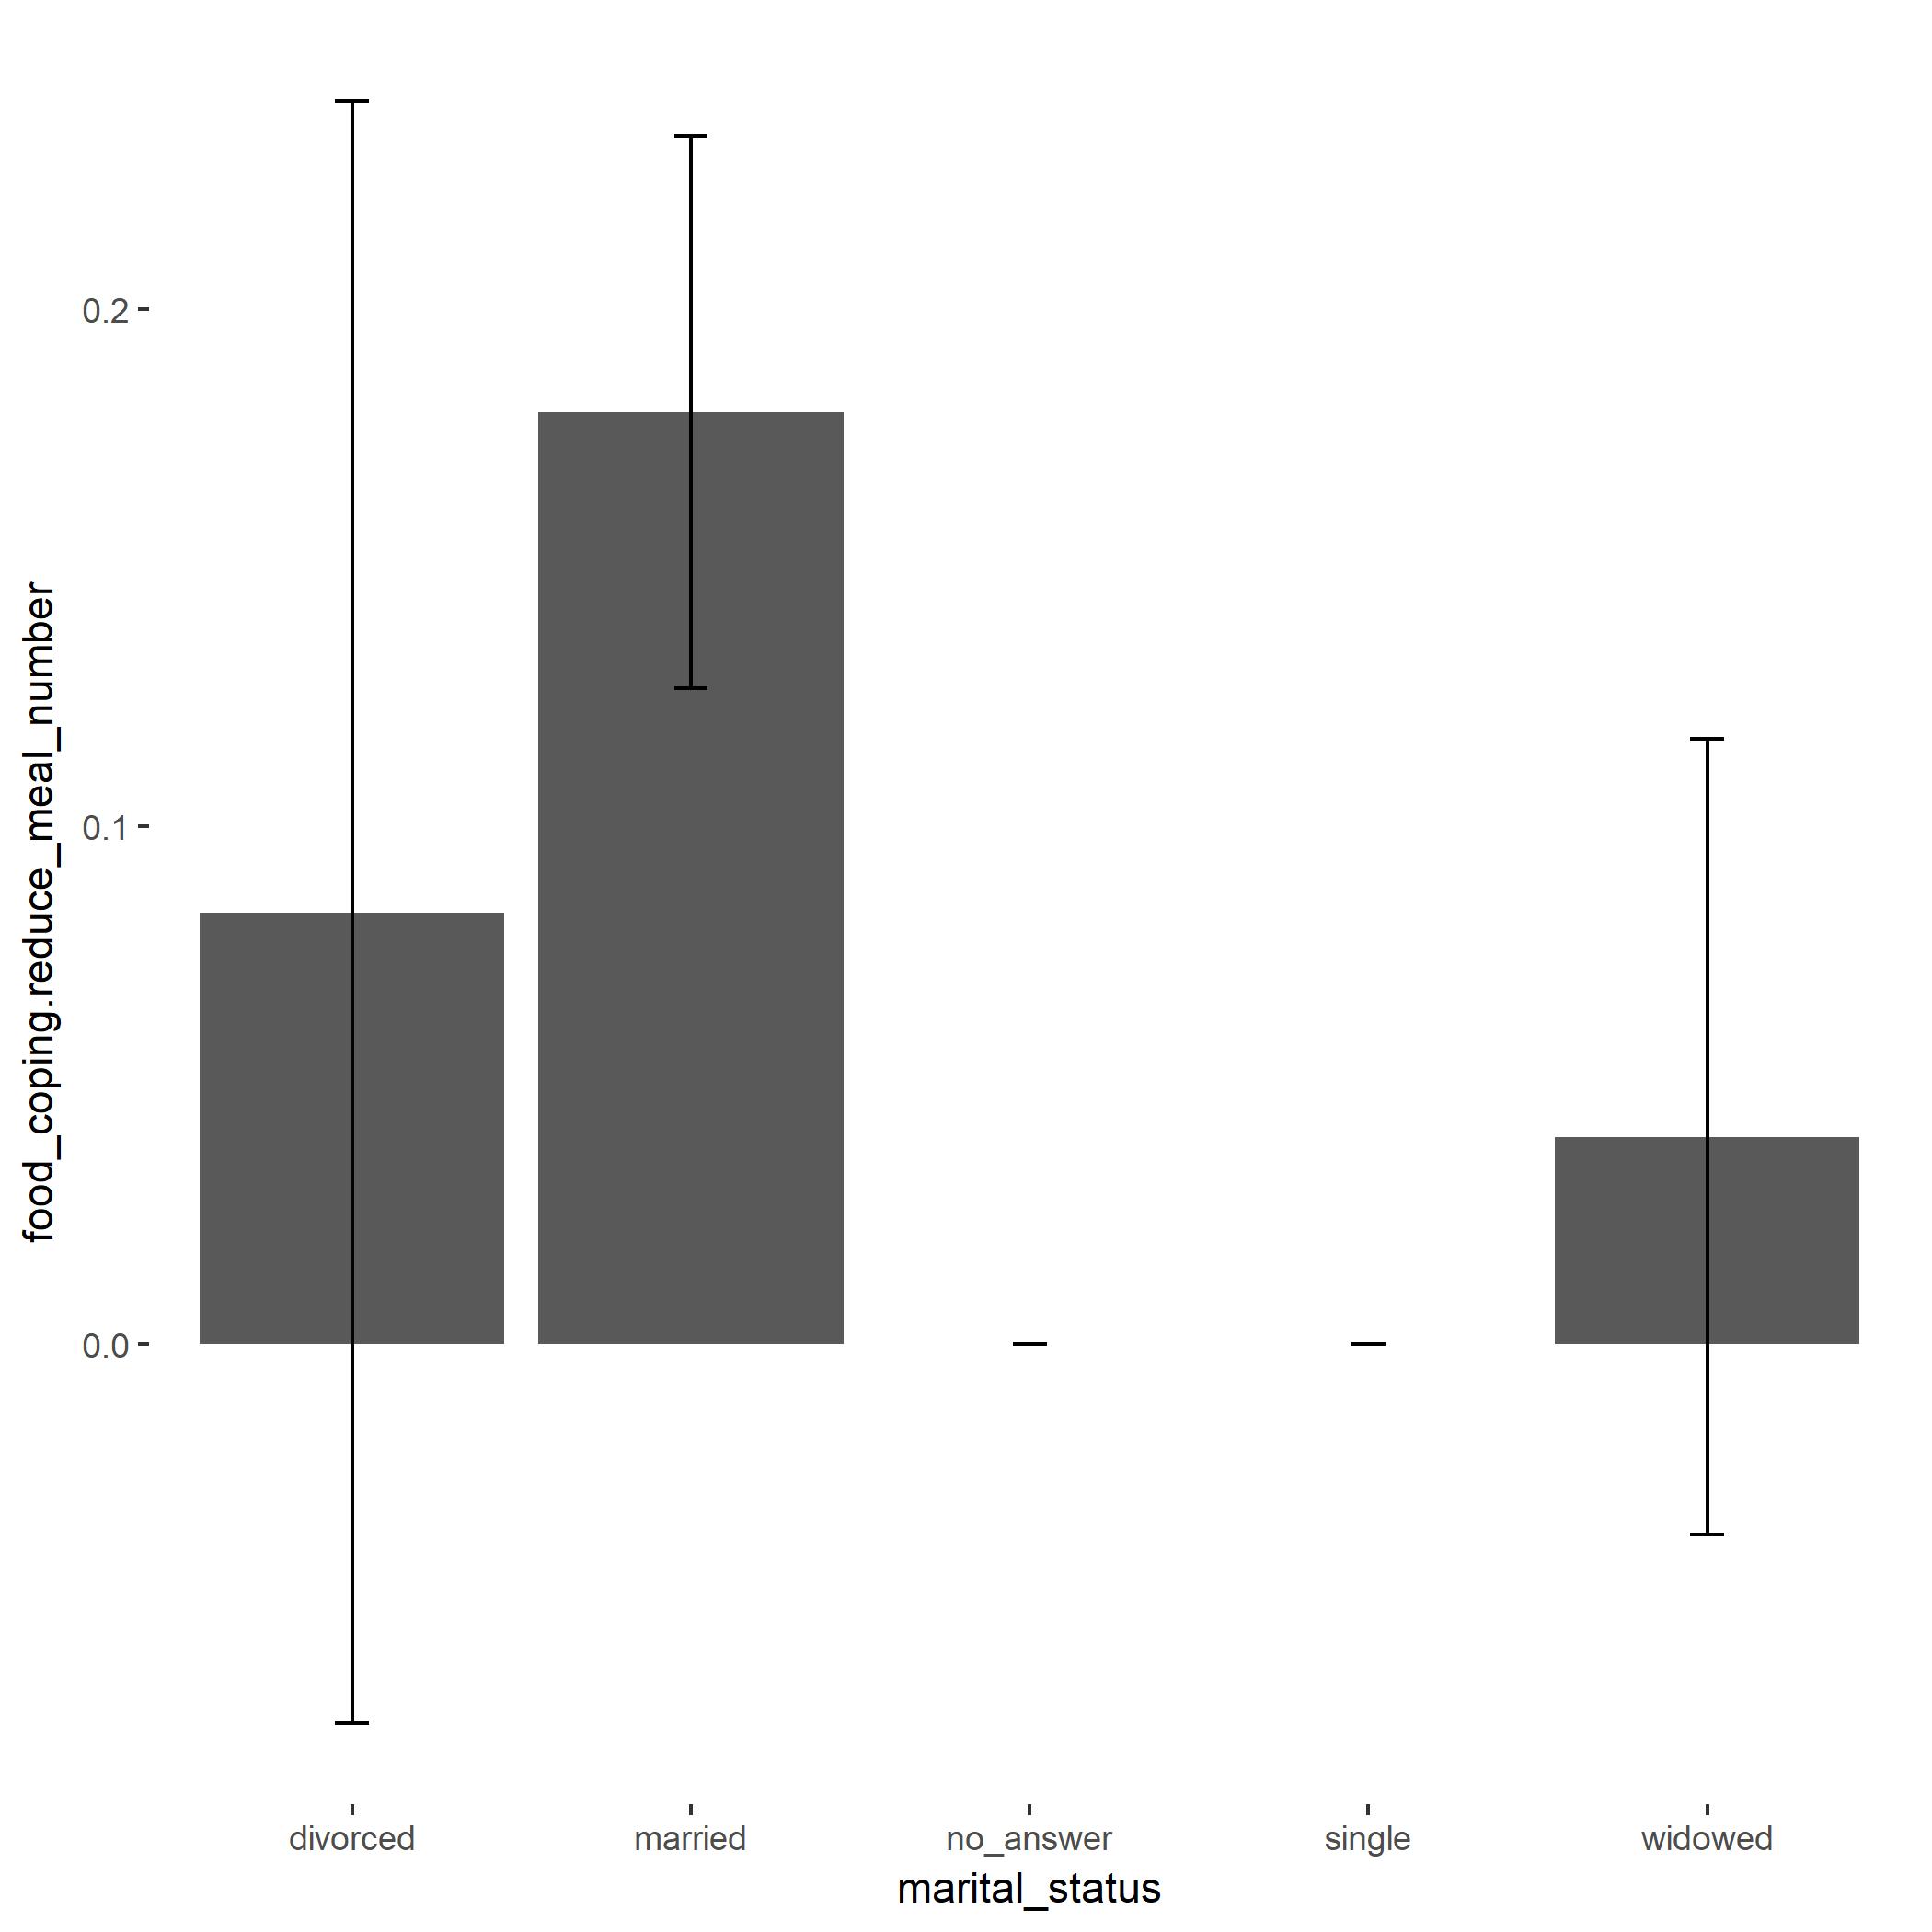 food_coping.reduce_meal_number
0.2
0.1
0.0
divorced married no_answer single widowed
marital_status